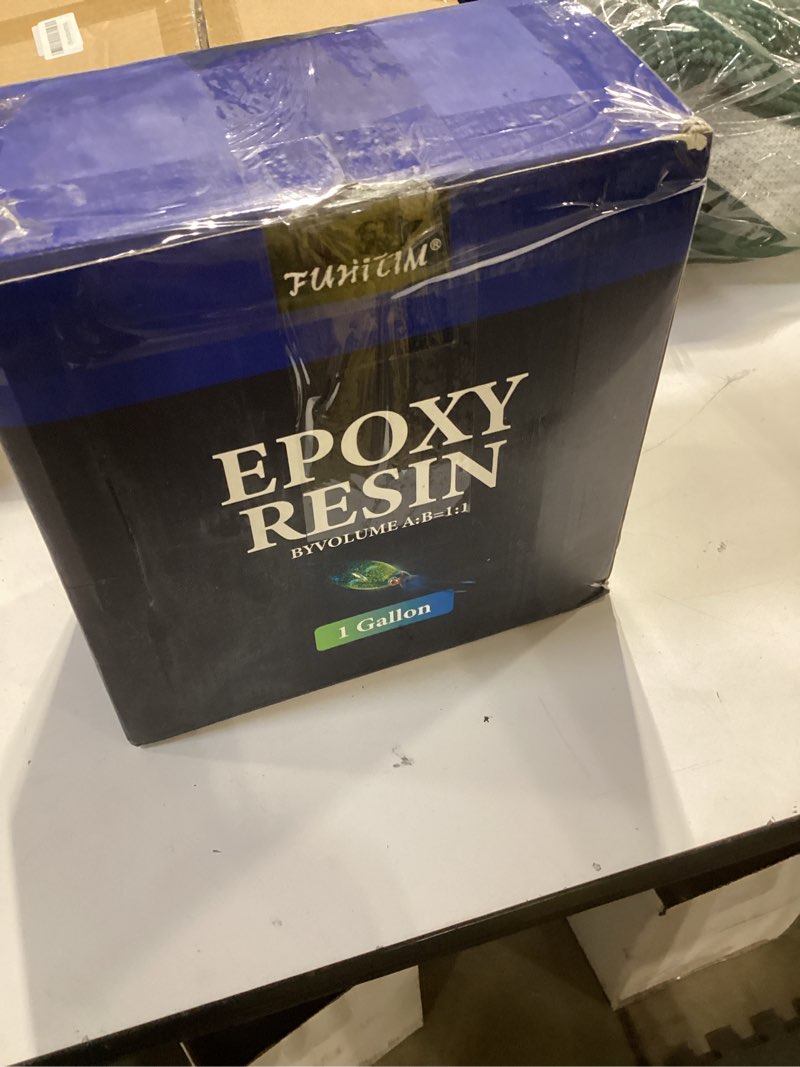 FUHITIM®
EPOXY
RESIN
BYVOLUME A:B=1:1
1 Gallon